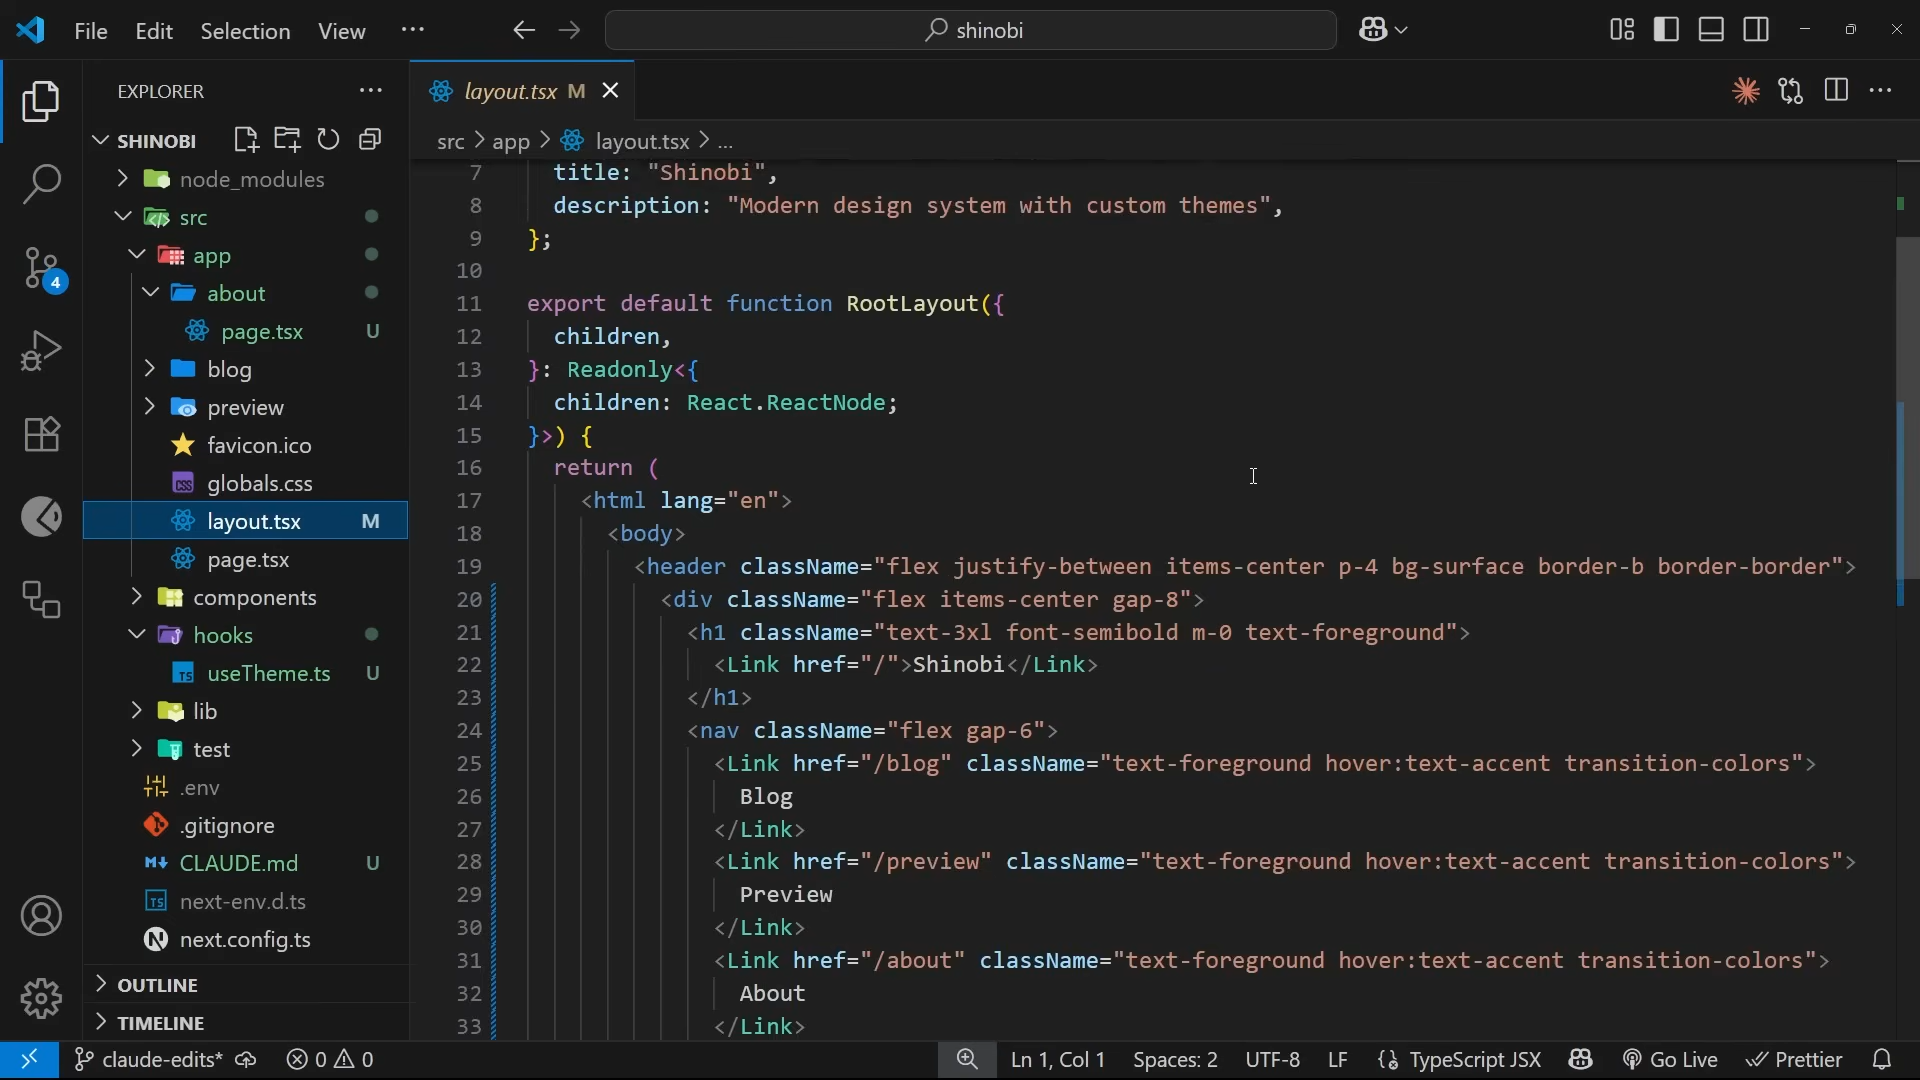 File Edit Selection View ···
shinobi
EXPLORER
SHINOBI
node_modules
src
app
about
page.tsx U
blog
preview
favicon.ico
globals.css
layout.tsx M
page.tsx
components
hooks
useTheme.ts U
lib
test
.env
.gitignore
CLAUDE.md U
next-env.d.ts
next.config.ts
OUTLINE
TIMELINE
4
layout.tsx M
src > app > layout.tsx > ...
7 title: "Shinobi",
8 description: "Modern design system with custom themes",
9 };
10
11 export default function RootLayout({
12 children,
13 }: Readonly<{
14 children: React.ReactNode;
15 }>) {
16 return (
17 <html lang="en">
18 <body>
19 <header className="flex justify-between items-center p-4 bg-surface border-b border-border">
20 <div className="flex items-center gap-8">
21 <h1 className="text-3xl font-semibold m-0 text-foreground">
22 <Link href="/">Shinobi</Link>
23 </h1>
24 <nav className="flex gap-6">
25 <Link href="/blog" className="text-foreground hover:text-accent transition-colors">
26 Blog
27 </Link>
28 <Link href="/preview" className="text-foreground hover:text-accent transition-colors">
29 Preview
30 </Link>
31 <Link href="/about" className="text-foreground hover:text-accent transition-colors">
32 About
33 </Link>
claude-edits* 0 0 Ln 1, Col 1 Spaces: 2 UTF-8 LF {} TypeScript JSX Go Live Prettier